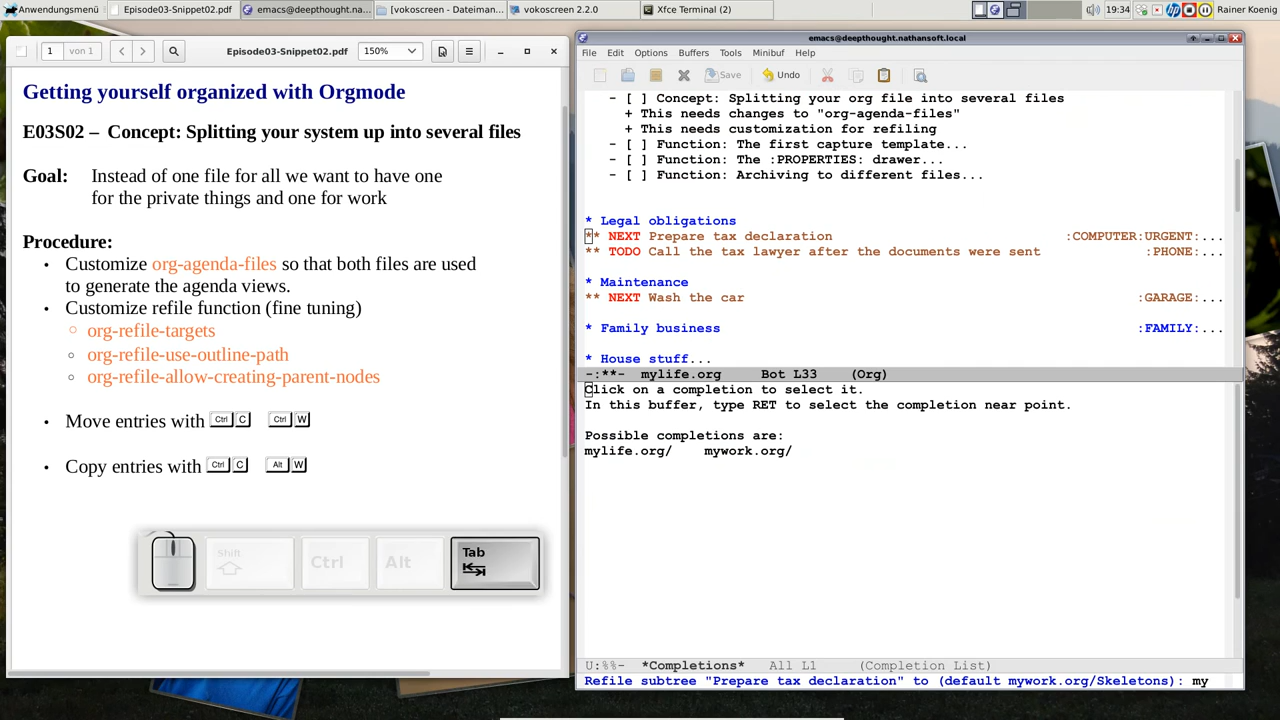 Anwendungsmenü
Episode03-Snippet02.pdf
emacs@deepthought.nath...
[vokoscreen - Dateiman...
vokoscreen 2.2.0
Xfce Terminal (2)
19:34
Rainer Koenig
1 von 1
Episode03-Snippet02.pdf
150%
Getting yourself organized with Orgmode
E03S02 – Concept: Splitting your system up into several files
Goal: Instead of one file for all we want to have one
for the private things and one for work
Procedure:
• Customize org-agenda-files so that both files are used
to generate the agenda views.
• Customize refile function (fine tuning)
org-refile-targets
org-refile-use-outline-path
org-refile-allow-creating-parent-nodes
• Move entries with Ctrl C Ctrl W
• Copy entries with Ctrl C Alt W
Shift
Ctrl
Alt
Tab
emacs@deepthought.nathansoft.local
File Edit Options Buffers Tools Minibuf Help
Save Undo
- [ ] Concept: Splitting your org file into several files
+ This needs changes to "org-agenda-files"
+ This needs customization for refiling
- [ ] Function: The first capture template...
- [ ] Function: The :PROPERTIES: drawer...
- [ ] Function: Archiving to different files...
* Legal obligations
** NEXT Prepare tax declaration :COMPUTER:URGENT:...
** TODO Call the tax lawyer after the documents were sent :PHONE:...
* Maintenance
** NEXT Wash the car :GARAGE:...
* Family business :FAMILY:...
* House stuff...
-:**- mylife.org Bot L33 (Org)
Click on a completion to select it.
In this buffer, type RET to select the completion near point.
Possible completions are:
mylife.org/ mywork.org/
U:%%- *Completions* All L1 (Completion List)
Refile subtree "Prepare tax declaration" to (default mywork.org/Skeletons): my